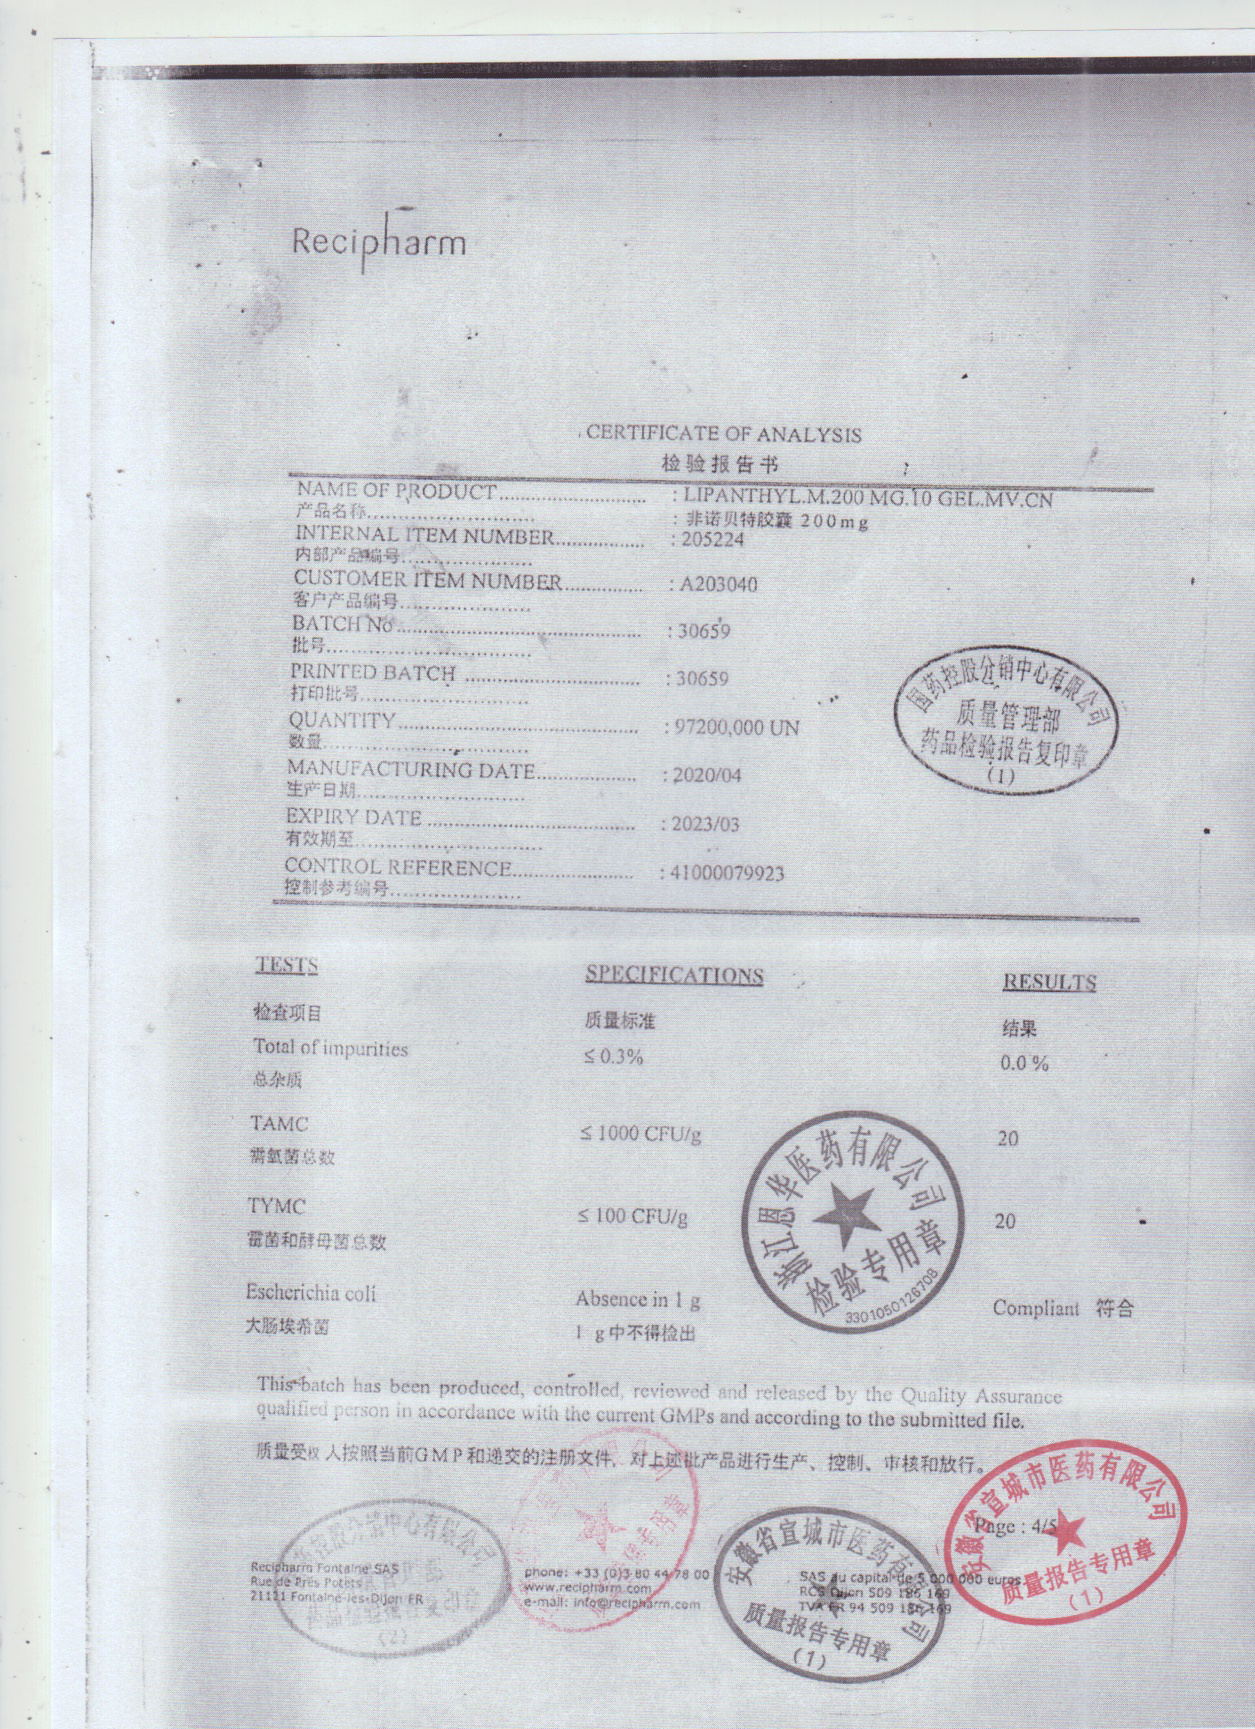 Recipharm
CERTIFICATE OF ANALYSIS
检验报告书
NAME OF PRODUCT............................ : LIPANTHYL.M.200 MG.10 GEL.MV.CN
产品名称............................ : 非诺贝特胶囊 200mg
INTERNAL ITEM NUMBER................. : 205224
内部产品编号......................
CUSTOMER ITEM NUMBER............... : A203040
客户产品编号......................
BATCH No............................................... : 30659
批号..................................
PRINTED BATCH ................................. : 30659
打印批号............................
QUANTITY.............................................. : 97200,000 UN
数量..................................
MANUFACTURING DATE................... : 2020/04
生产日期............................
EXPIRY DATE ....................................... : 2023/03
有效期至..............................
CONTROL REFERENCE....................... : 41000079923
控制参考编号......................
国药控股分销中心有限公司
质量管理部
药品检验报告复印章
(1)
TESTS SPECIFICATIONS RESULTS
检查项目 质量标准 结果
Total of impurities ≤ 0.3% 0.0 %
总杂质
TAMC ≤ 1000 CFU/g 20
需氧菌总数
TYMC ≤ 100 CFU/g 20
霉菌和酵母菌总数
Escherichia coli Absence in 1 g Compliant 符合
大肠埃希菌 1 g中不得检出
浙江恩华医药有限公司
检验专用章
3301050126708
This batch has been produced, controlled, reviewed and released by the Quality Assurance
qualified person in accordance with the current GMPs and according to the submitted file.
质量受权人按照当前GMP和递交的注册文件，对上述批产品进行生产、控制、审核和放行。
Page : 4/5
安徽省宣城市医药有限公司
质量报告专用章
(1)
Recipharm Fontaine SAS
Rue de Prés Potets
21121 Fontaine-les-Dijon FR
phone: +33 (0)3 80 44 78 00
www.recipharm.com
e-mail: info@recipharm.com
SAS au capital de 5 000 000 euros
RCS Dijon 509 186 169
TVA FR 94 509 186 169
安徽省宣城市医药有限公司
质量报告专用章
(1)
控股分销中心有限公司
(2)